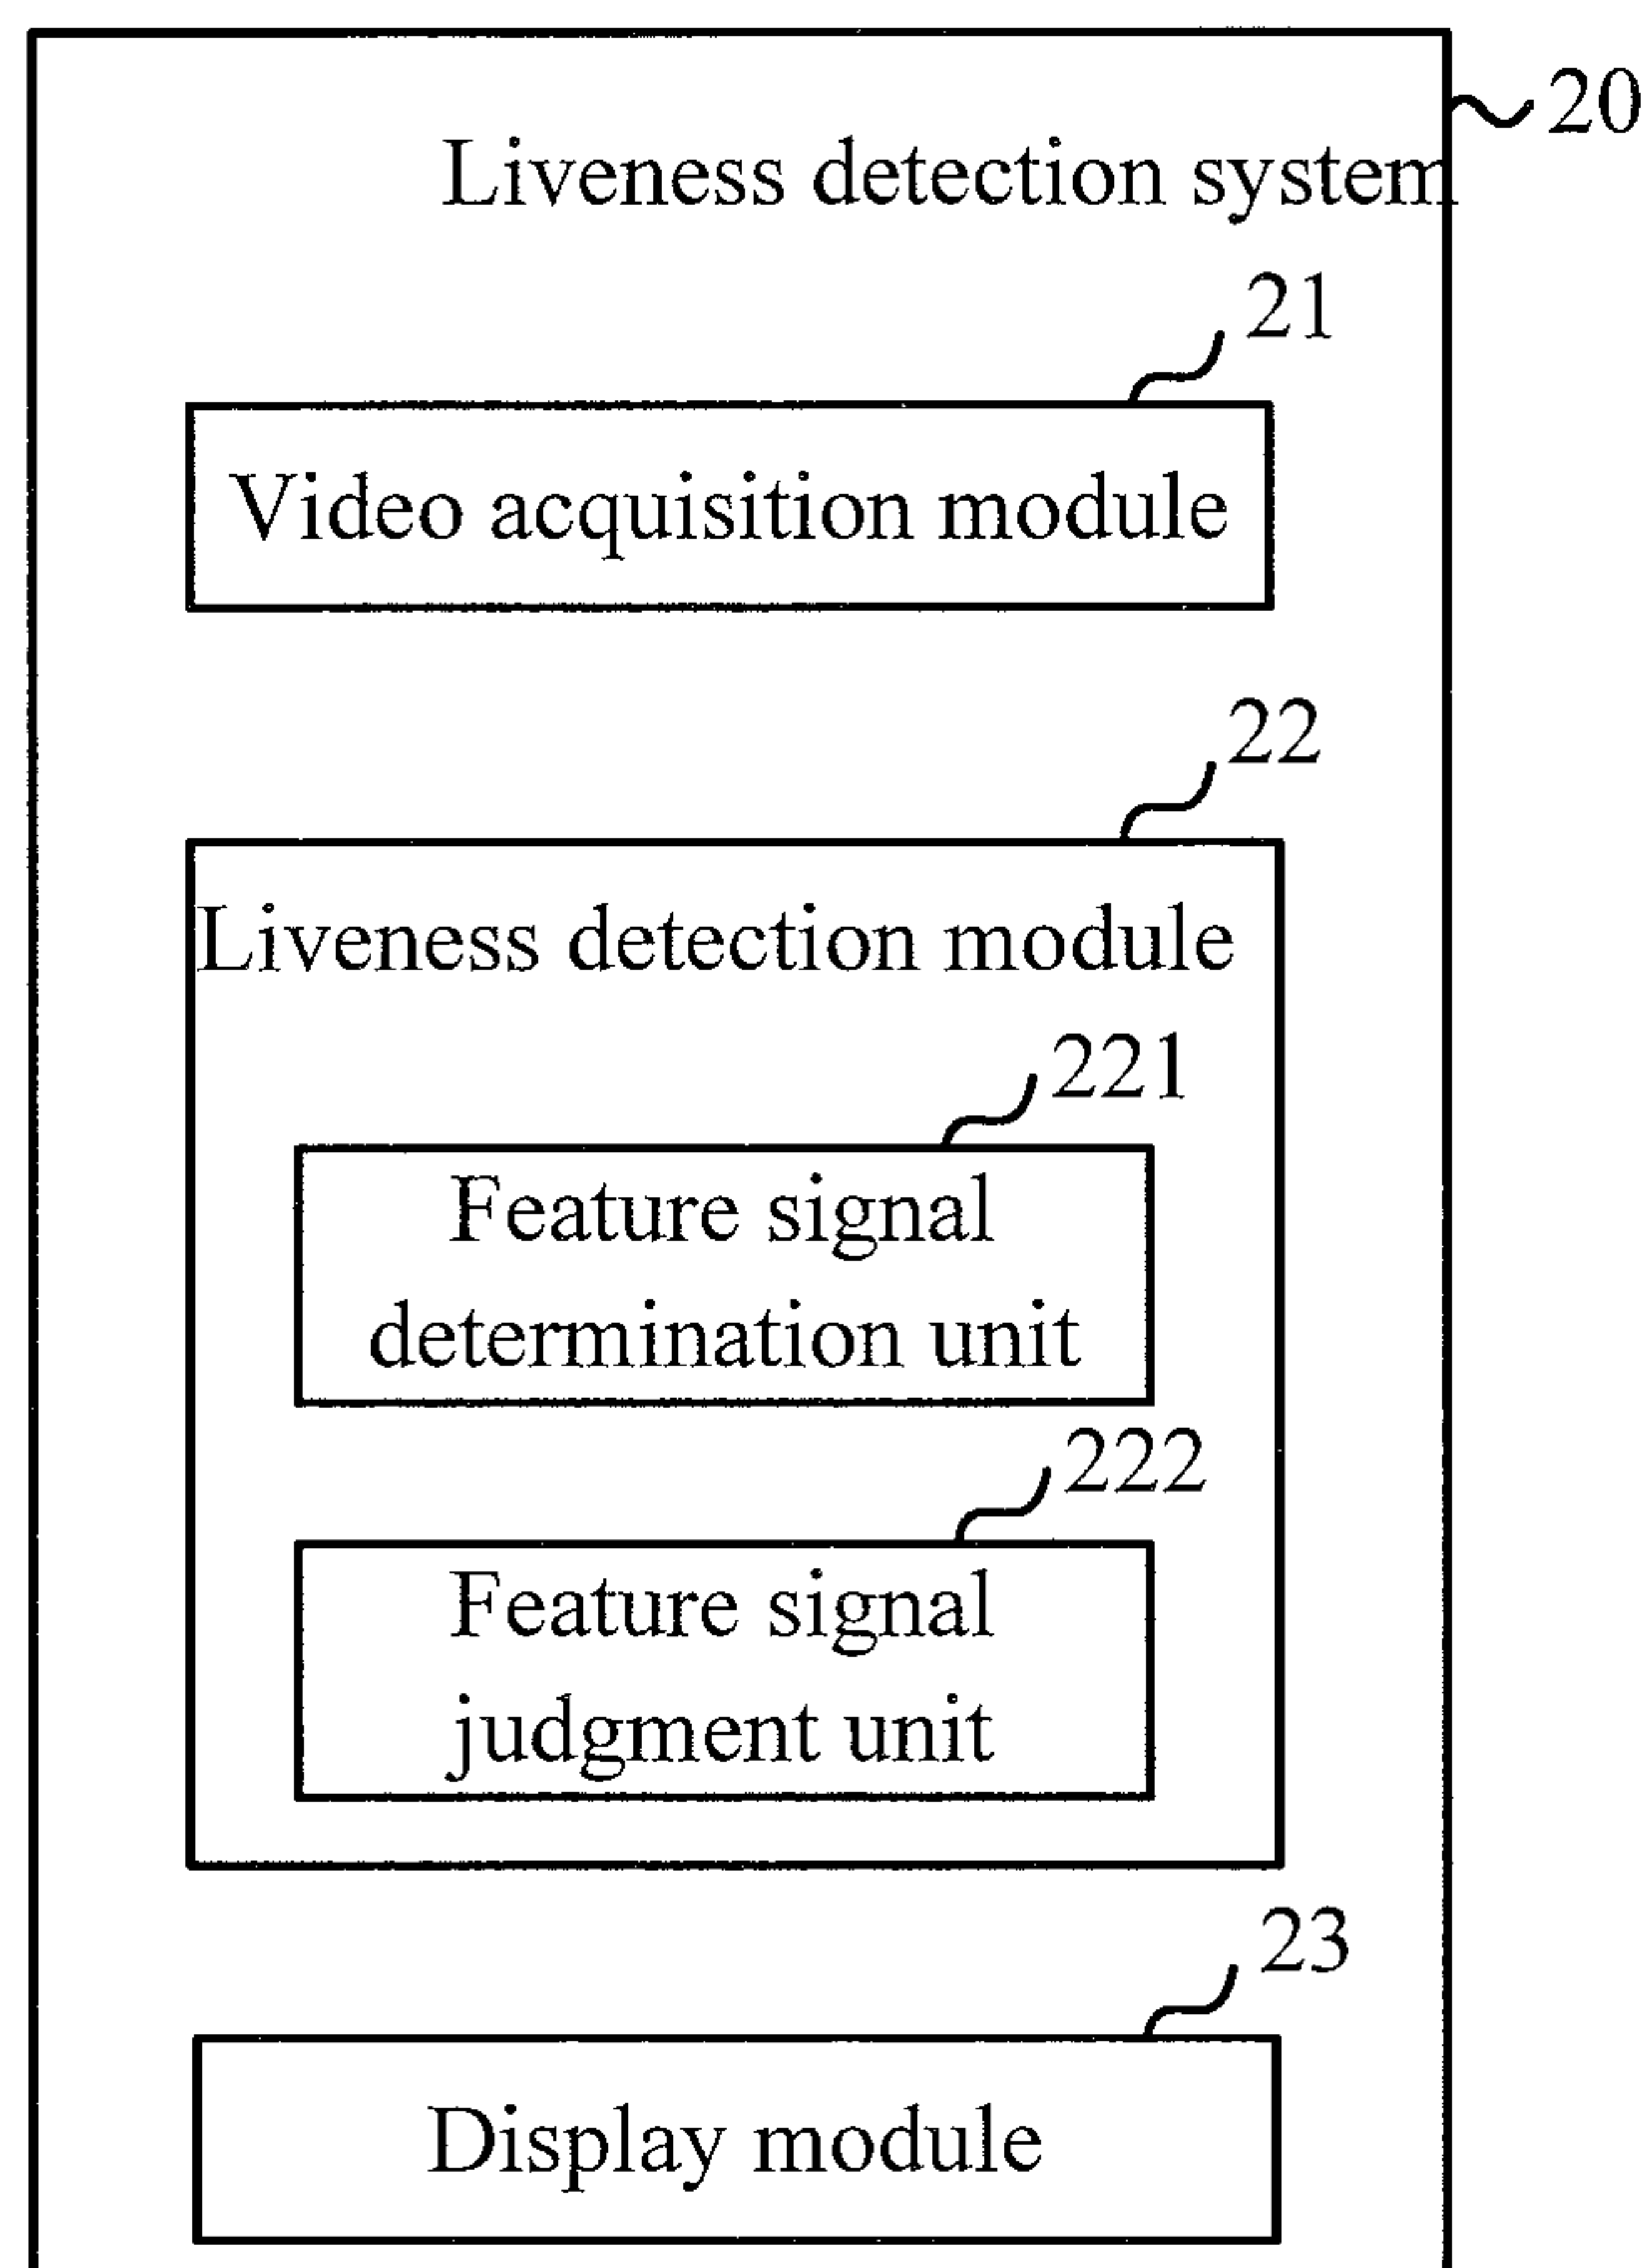 20
Liveness detection system
21
Video acquisition module
22
Liveness detection module
221
Feature signal
determination unit
222
Feature signal
judgment unit
23
Display module